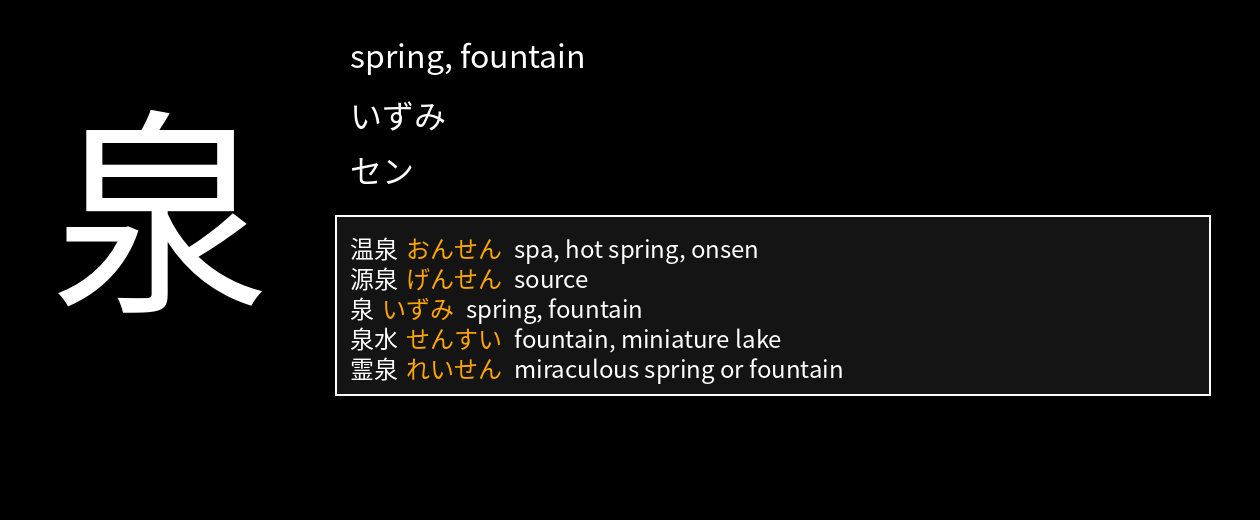 泉
spring, fountain
いずみ
セン
温泉 おんせん spa, hot spring, onsen
源泉 げんせん source
泉 いずみ spring, fountain
泉水 せんすい fountain, miniature lake
霊泉 れいせん miraculous spring or fountain